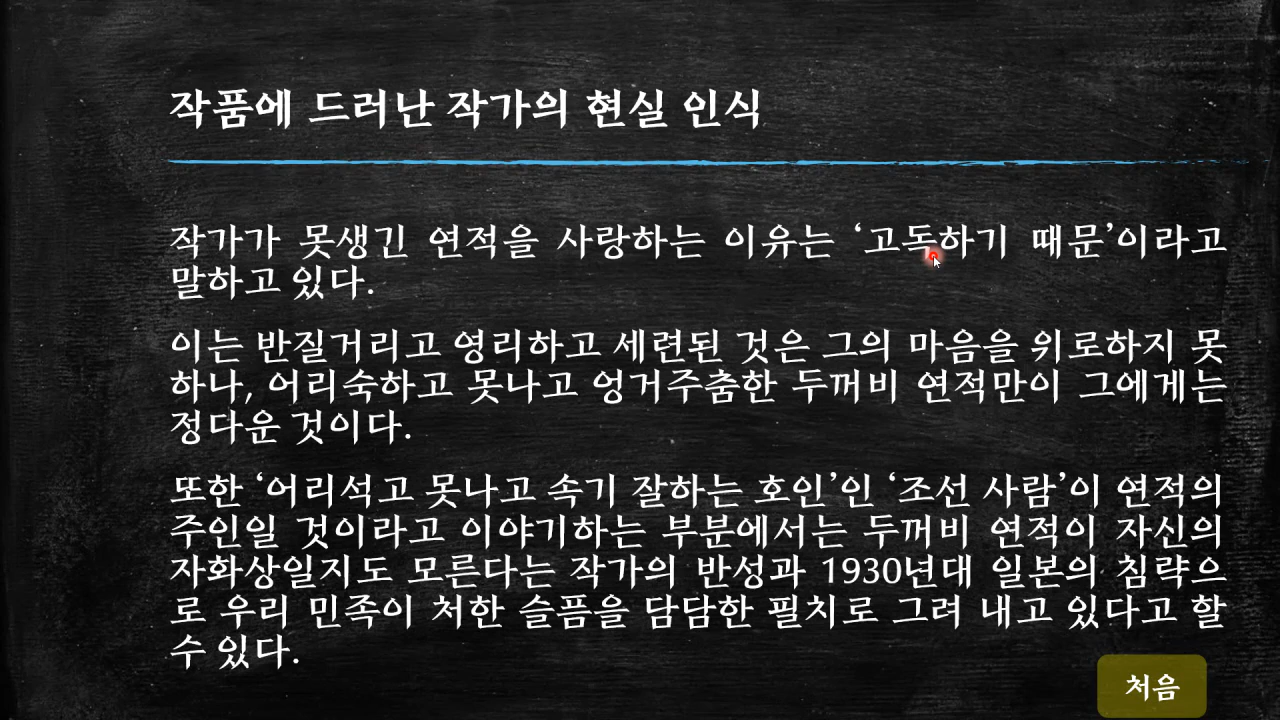 작품에 드러난 작가의 현실 인식
작가가 못생긴 연적을 사랑하는 이유는 ‘고독하기 때문’이라고
말하고 있다.
이는 반질거리고 영리하고 세련된 것은 그의 마음을 위로하지 못
하나, 어리숙하고 못나고 엉거주춤한 두꺼비 연적만이 그에게는
정다운 것이다.
또한 ‘어리석고 못나고 속기 잘하는 호인’인 ‘조선 사람’이 연적의
주인일 것이라고 이야기하는 부분에서는 두꺼비 연적이 자신의
자화상일지도 모른다는 작가의 반성과 1930년대 일본의 침략으
로 우리 민족이 처한 슬픔을 담담한 필치로 그려 내고 있다고 할
수 있다.
처음